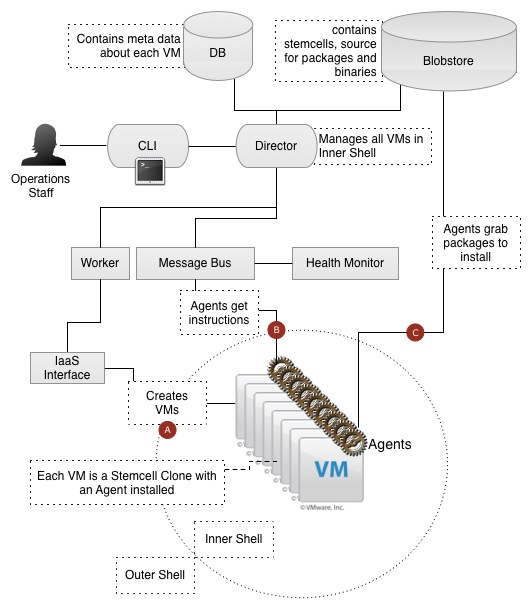 Contains meta data
about each VM
DB
contains
stemcells, source
for packages and
binaries
Blobstore
Operations
Staff
CLI
Director
Manages all VMs in
Inner Shell
Agents grab
packages to
install
Worker
Message Bus
Health Monitor
Agents get
instructions
B
C
IaaS
Interface
Creates
VMs
A
Agents
VM
© VMware, Inc.
Each VM is a Stemcell Clone with
an Agent installed
Inner Shell
Outer Shell